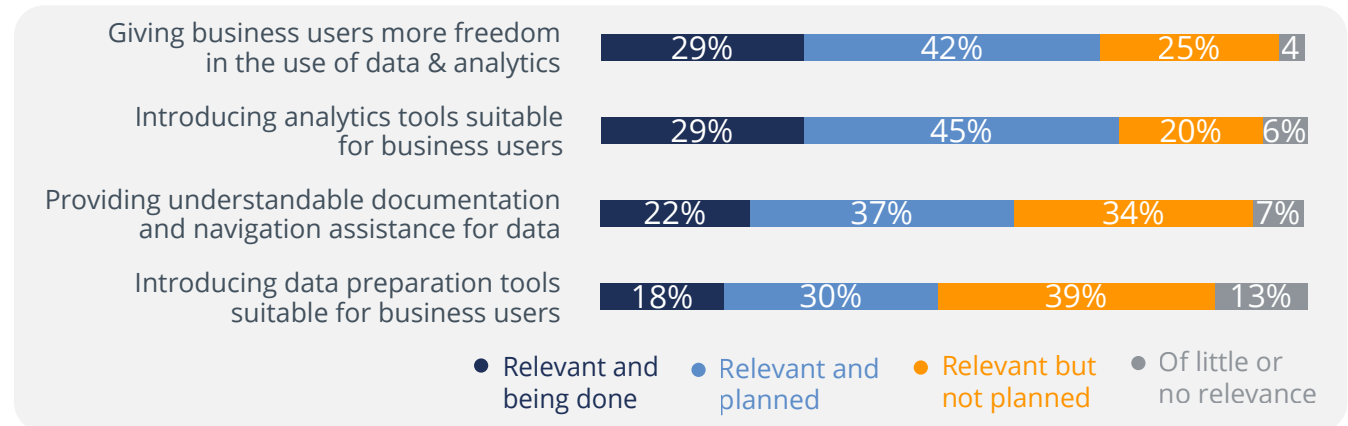 Giving business users more freedom
in the use of data & analytics
29% 42% 25% 4
Introducing analytics tools suitable
for business users
29% 45% 20% 6%
Providing understandable documentation
and navigation assistance for data
22% 37% 34% 7%
Introducing data preparation tools
suitable for business users
18% 30% 39% 13%
Relevant and
being done
Relevant and
planned
Relevant but
not planned
Of little or
no relevance